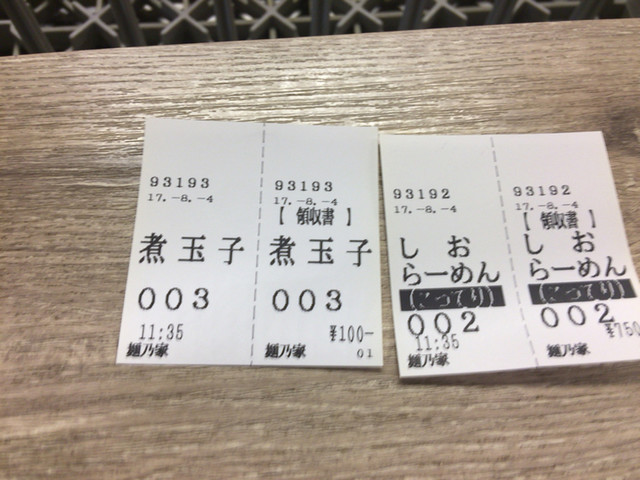 93193
17.-8.-4
煮玉子
003
11:35
麺乃家
93193
17.-8.-4
【領収書】
煮玉子
003
¥100-
麺乃家 01
93192
17.-8.-4
しお
らーめん
(こってり)
002
11:35
麺乃家
93192
17.-8.-4
【領収書】
しお
らーめん
(こってり)
002
¥750
麺乃家